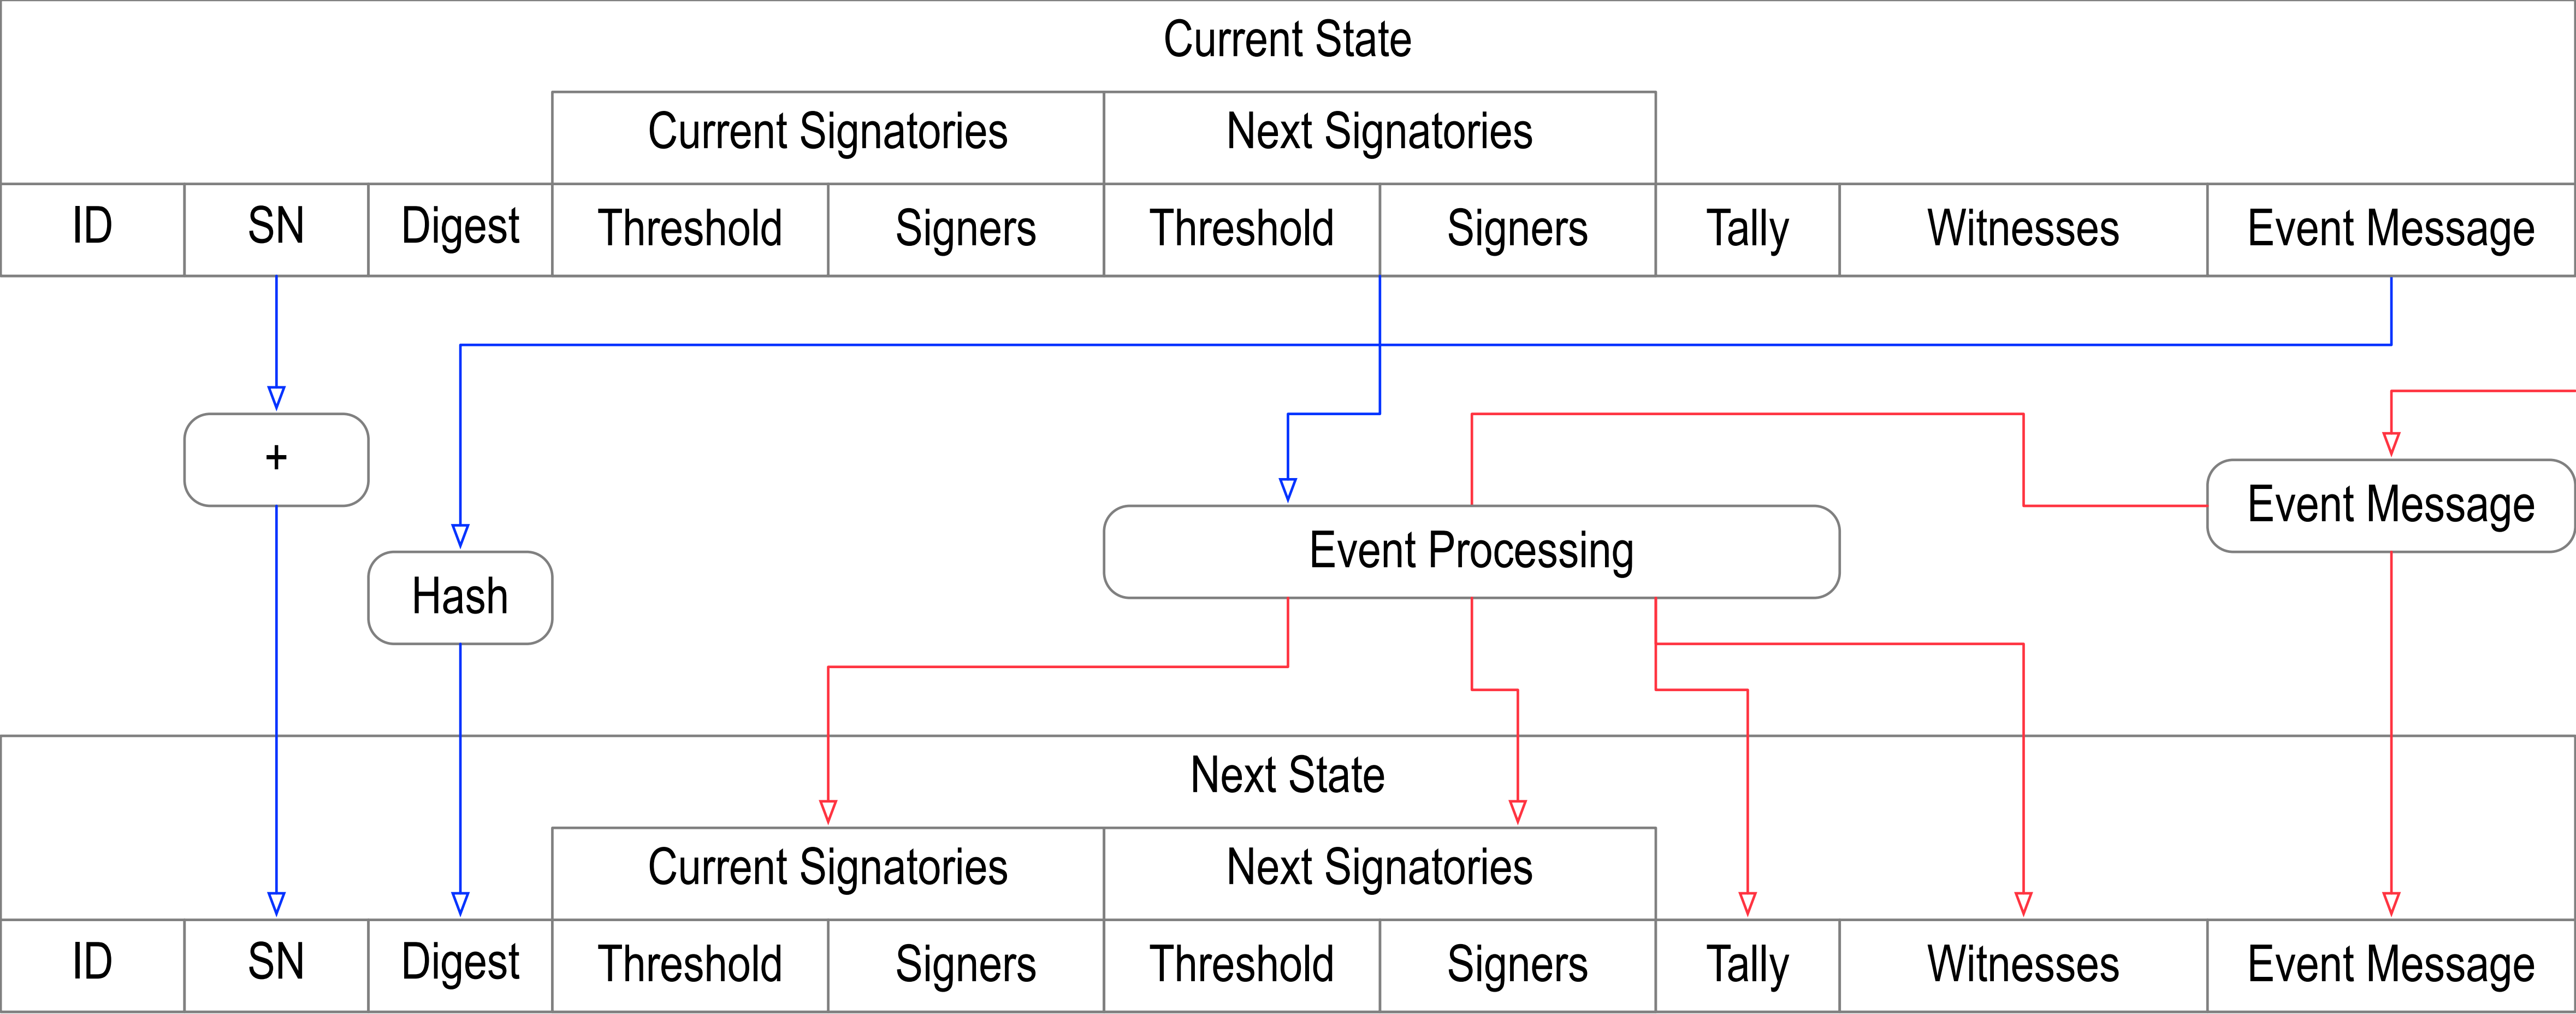 Current State
Current Signatories Next Signatories
ID SN Digest Threshold Signers Threshold Signers Tally Witnesses Event Message
+
Event Message
Event Processing
Hash
Next State
Current Signatories Next Signatories
ID SN Digest Threshold Signers Threshold Signers Tally Witnesses Event Message